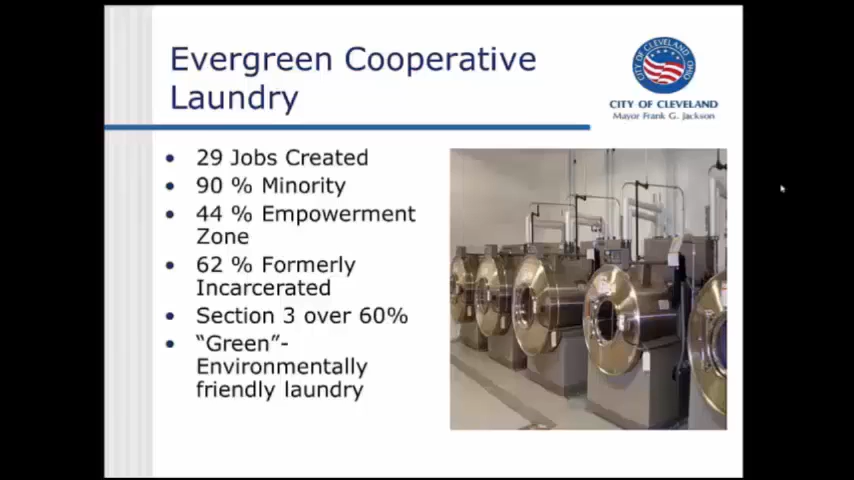 Evergreen Cooperative
Laundry
CITY OF CLEVELAND OHIO
CITY OF CLEVELAND
Mayor Frank G. Jackson
• 29 Jobs Created
• 90 % Minority
• 44 % Empowerment
Zone
• 62 % Formerly
Incarcerated
• Section 3 over 60%
• “Green”-
Environmentally
friendly laundry